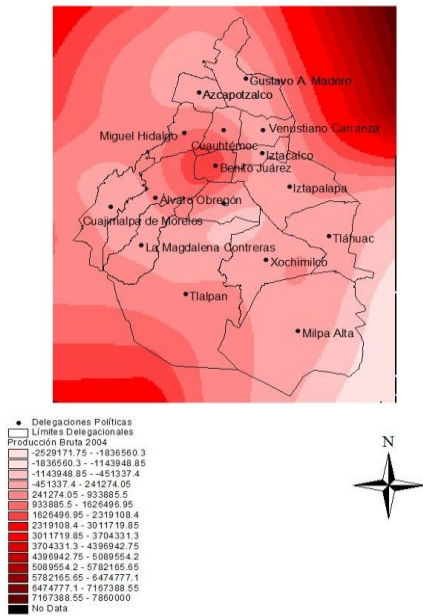 Gustavo A. Madero
Azcapotzalco
Miguel Hidalgo
Venustiano Carranza
Cuauhtémoc
Iztacalco
Benito Juárez
Iztapalapa
Álvaro Obregón
Cuajimalpa de Morelos
Tláhuac
La Magdalena Contreras
Xochimilco
Tlalpan
Milpa Alta
Delegaciones Políticas
Límites Delegacionales
Producción Bruta 2004
-2529171.75 - -1836560.3
-1836560.3 - -1143948.85
-1143948.85 - -451337.4
-451337.4 - 241274.05
241274.05 - 933885.5
933885.5 - 1626496.95
1626496.95 - 2319108.4
2319108.4 - 3011719.85
3011719.85 - 3704331.3
3704331.3 - 4396942.75
4396942.75 - 5089554.2
5089554.2 - 5782165.65
5782165.65 - 6474777.1
6474777.1 - 7167388.55
7167388.55 - 7860000
No Data
N